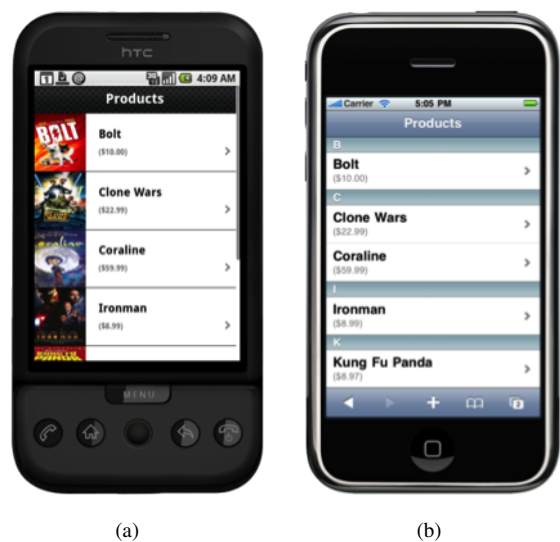 hTC
4:09 AM
Products
BOLT
Bolt
($10.00)
Clone Wars
($22.99)
Coraline
($59.99)
Ironman
($8.99)
MENU
(a)
Carrier
5:05 PM
Products
B
Bolt
($10.00)
C
Clone Wars
($22.99)
Coraline
($59.99)
I
Ironman
($8.99)
K
Kung Fu Panda
($8.97)
(b)